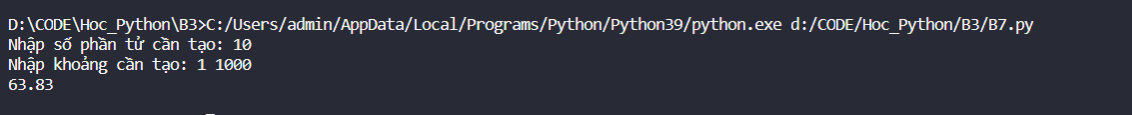 D:\CODE\Hoc_Python\B3>C:/Users/admin/AppData/Local/Programs/Python/Python39/python.exe d:/CODE/Hoc_Python/B3/B7.py
Nhập số phần tử cần tạo: 10
Nhập khoảng cần tạo: 1 1000
63.83